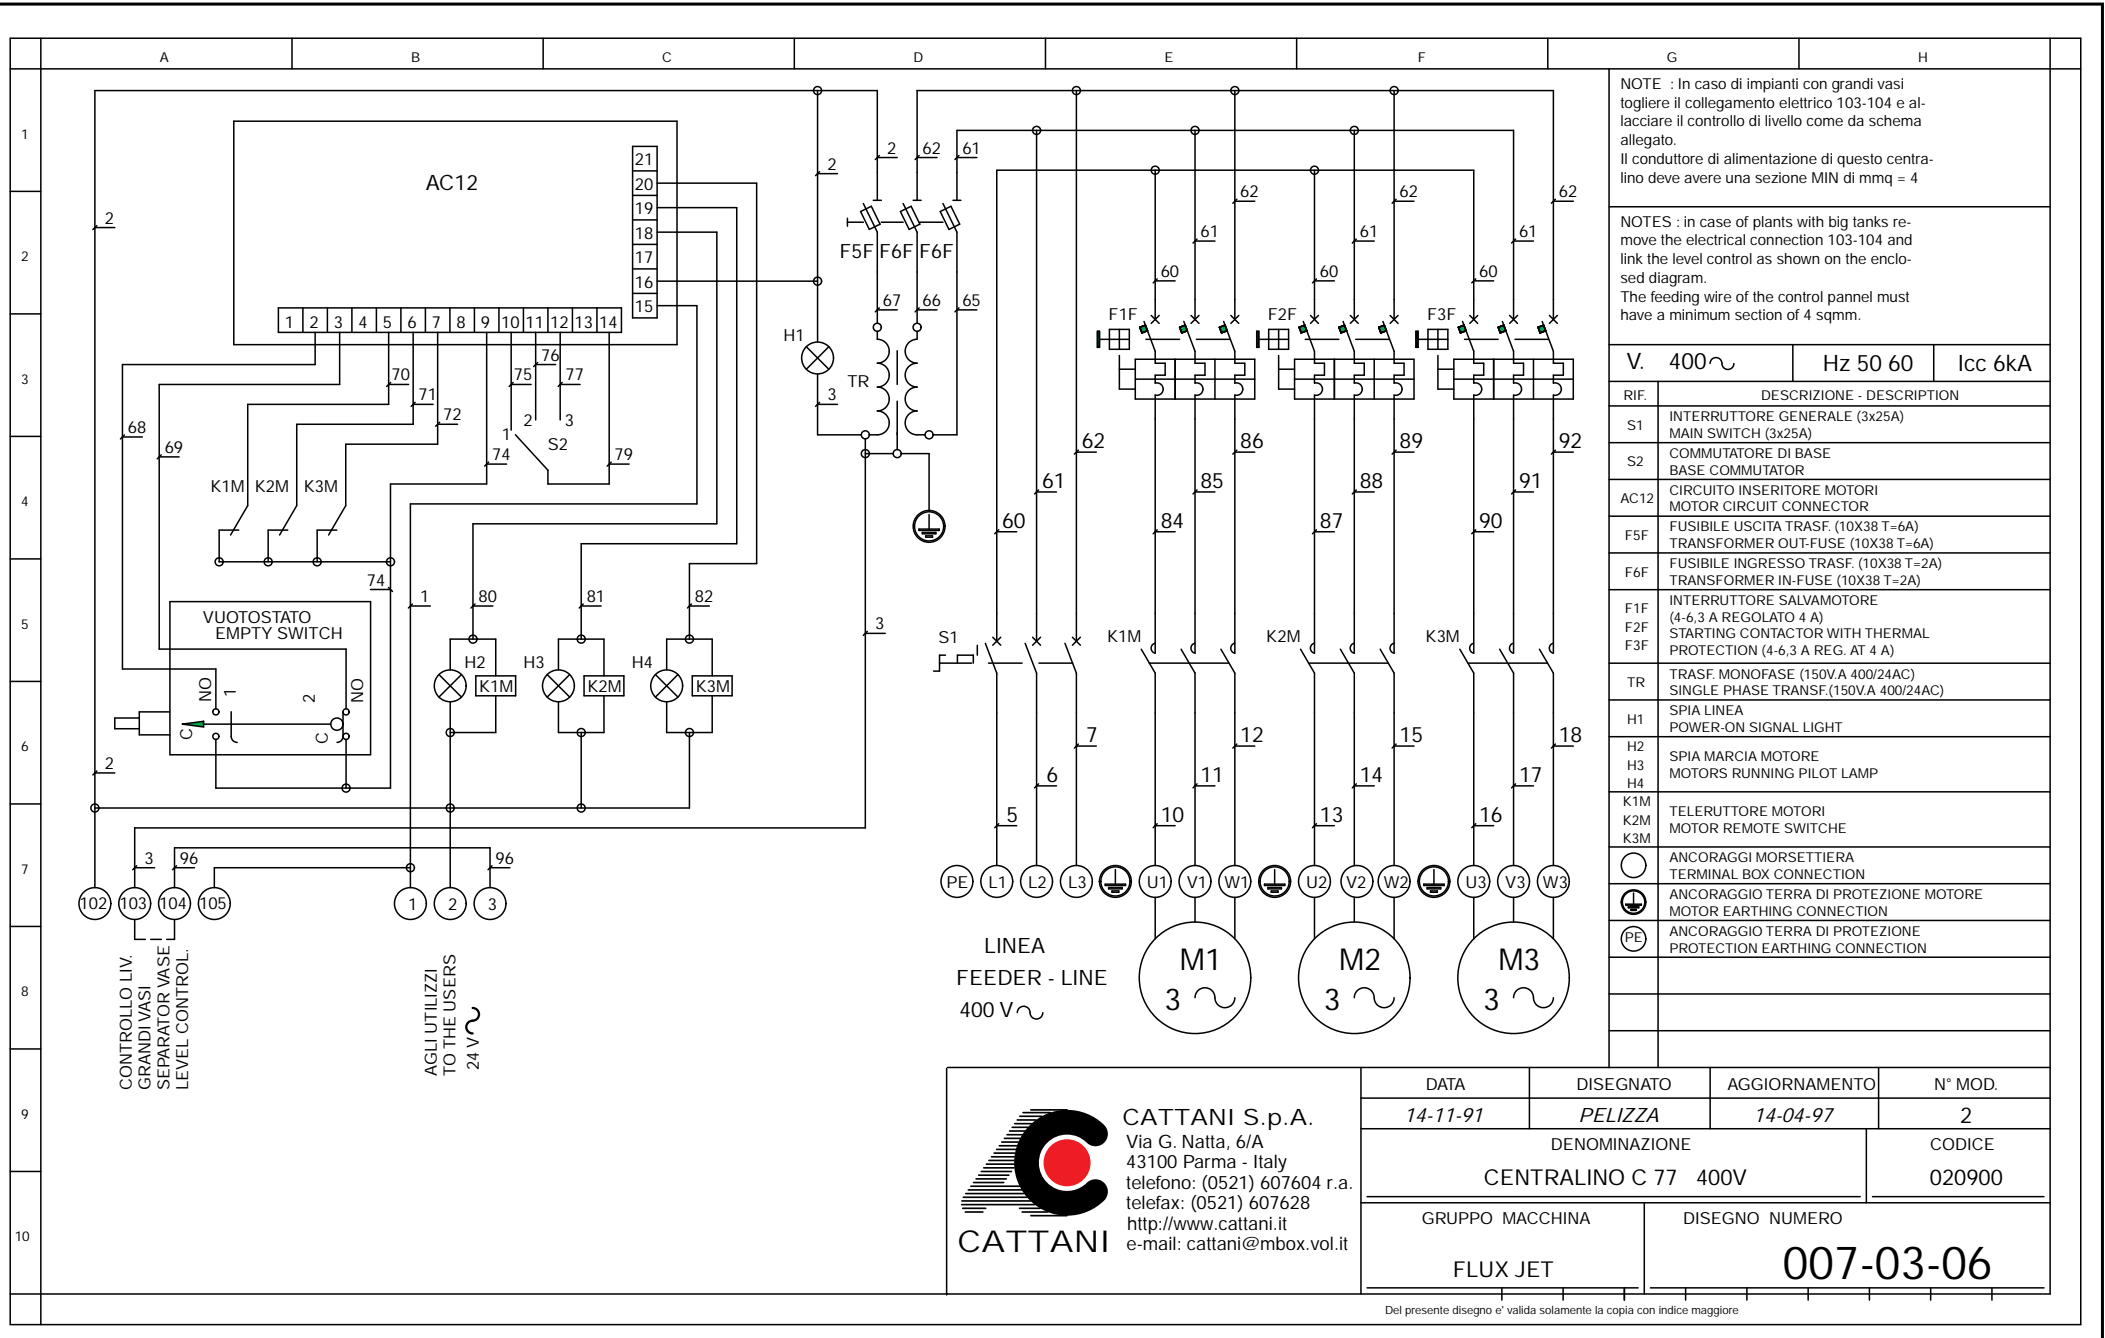 A B C D E F G H
1
2
3
4
5
6
7
8
9
10
AC12
21
20
19
18
17
16
15
1 2 3 4 5 6 7 8 9 10 11 12 13 14
2
2
2 62 61
F5F F6F F6F
67 66 65
H1
TR
3
68
69
70
71
72
74
75
76
77
79
1 2 3
S2
K1M K2M K3M
74
1
80
81
82
3
VUOTOSTATO
EMPTY SWITCH
NO 1 2 NO
C C
H2 K1M
H3 K2M
H4 K3M
2
3
96
96
102 103 104 105
1 2 3
CONTROLLO LIV.
GRANDI VASI
SEPARATOR VASE
LEVEL CONTROL.
AGLI UTILIZZI
TO THE USERS
24 V
62 62 62
61 61 61
60 60 60
F1F F2F F3F
62 86 89 92
61 85 88 91
60 84 87 90
S1 K1M K2M K3M
7 12 15 18
6 11 14 17
5 10 13 16
PE L1 L2 L3 U1 V1 W1 U2 V2 W2 U3 V3 W3
LINEA
FEEDER - LINE
400 V
M1
3
M2
3
M3
3
NOTE : In caso di impianti con grandi vasi
togliere il collegamento elettrico 103-104 e al-
lacciare il controllo di livello come da schema
allegato.
Il conduttore di alimentazione di questo centra-
lino deve avere una sezione MIN di mmq = 4
NOTES : in case of plants with big tanks re-
move the electrical connection 103-104 and
link the level control as shown on the enclo-
sed diagram.
The feeding wire of the control pannel must
have a minimum section of 4 sqmm.
V. 400 Hz 50 60 Icc 6kA
RIF. DESCRIZIONE - DESCRIPTION
S1 INTERRUTTORE GENERALE (3x25A)
MAIN SWITCH (3x25A)
S2 COMMUTATORE DI BASE
BASE COMMUTATOR
AC12 CIRCUITO INSERITORE MOTORI
MOTOR CIRCUIT CONNECTOR
F5F FUSIBILE USCITA TRASF. (10X38 T=6A)
TRANSFORMER OUT-FUSE (10X38 T=6A)
F6F FUSIBILE INGRESSO TRASF. (10X38 T=2A)
TRANSFORMER IN-FUSE (10X38 T=2A)
F1F INTERRUTTORE SALVAMOTORE
(4-6,3 A REGOLATO 4 A)
F2F STARTING CONTACTOR WITH THERMAL
F3F PROTECTION (4-6,3 A REG. AT 4 A)
TR TRASF. MONOFASE (150V.A 400/24AC)
SINGLE PHASE TRANSF.(150V.A 400/24AC)
H1 SPIA LINEA
POWER-ON SIGNAL LIGHT
H2
H3 SPIA MARCIA MOTORE
H4 MOTORS RUNNING PILOT LAMP
K1M
K2M TELERUTTORE MOTORI
K3M MOTOR REMOTE SWITCHE
ANCORAGGI MORSETTIERA
TERMINAL BOX CONNECTION
ANCORAGGIO TERRA DI PROTEZIONE MOTORE
MOTOR EARTHING CONNECTION
PE ANCORAGGIO TERRA DI PROTEZIONE
PROTECTION EARTHING CONNECTION
CATTANI
CATTANI S.p.A.
Via G. Natta, 6/A
43100 Parma - Italy
telefono: (0521) 607604 r.a.
telefax: (0521) 607628
http://www.cattani.it
e-mail: cattani@mbox.vol.it
DATA DISEGNATO AGGIORNAMENTO N° MOD.
14-11-91 PELIZZA 14-04-97 2
DENOMINAZIONE CODICE
CENTRALINO C 77 400V 020900
GRUPPO MACCHINA DISEGNO NUMERO
FLUX JET 007-03-06
Del presente disegno e' valida solamente la copia con indice maggiore